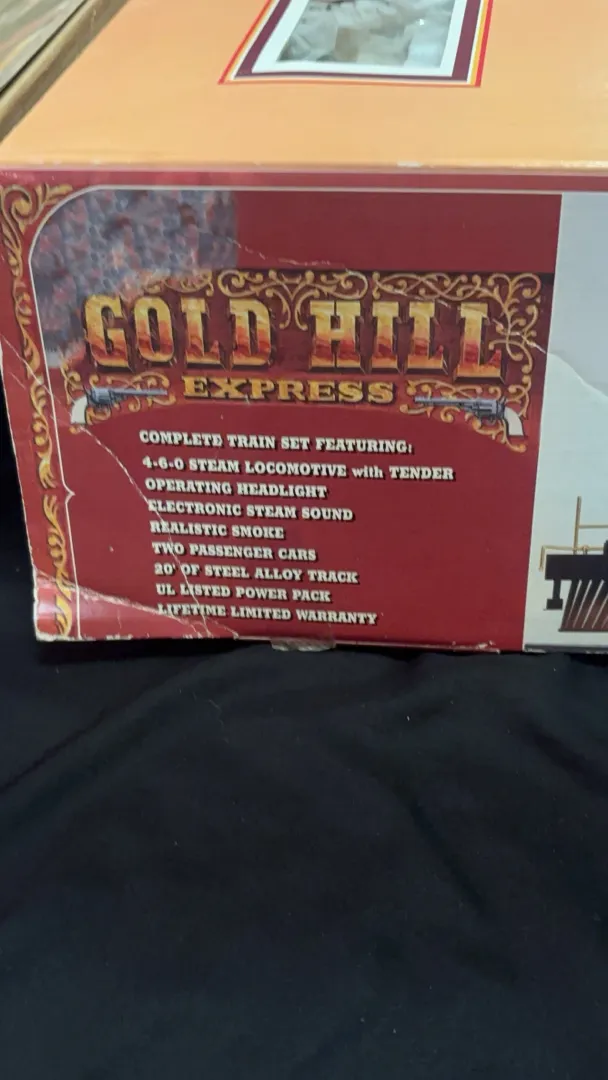 GOLD HILL
EXPRESS
COMPLETE TRAIN SET FEATURING:
4-6-0 STEAM LOCOMOTIVE with TENDER
OPERATING HEADLIGHT
ELECTRONIC STEAM SOUND
REALISTIC SMOKE
TWO PASSENGER CARS
20' OF STEEL ALLOY TRACK
UL LISTED POWER PACK
LIFETIME LIMITED WARRANTY